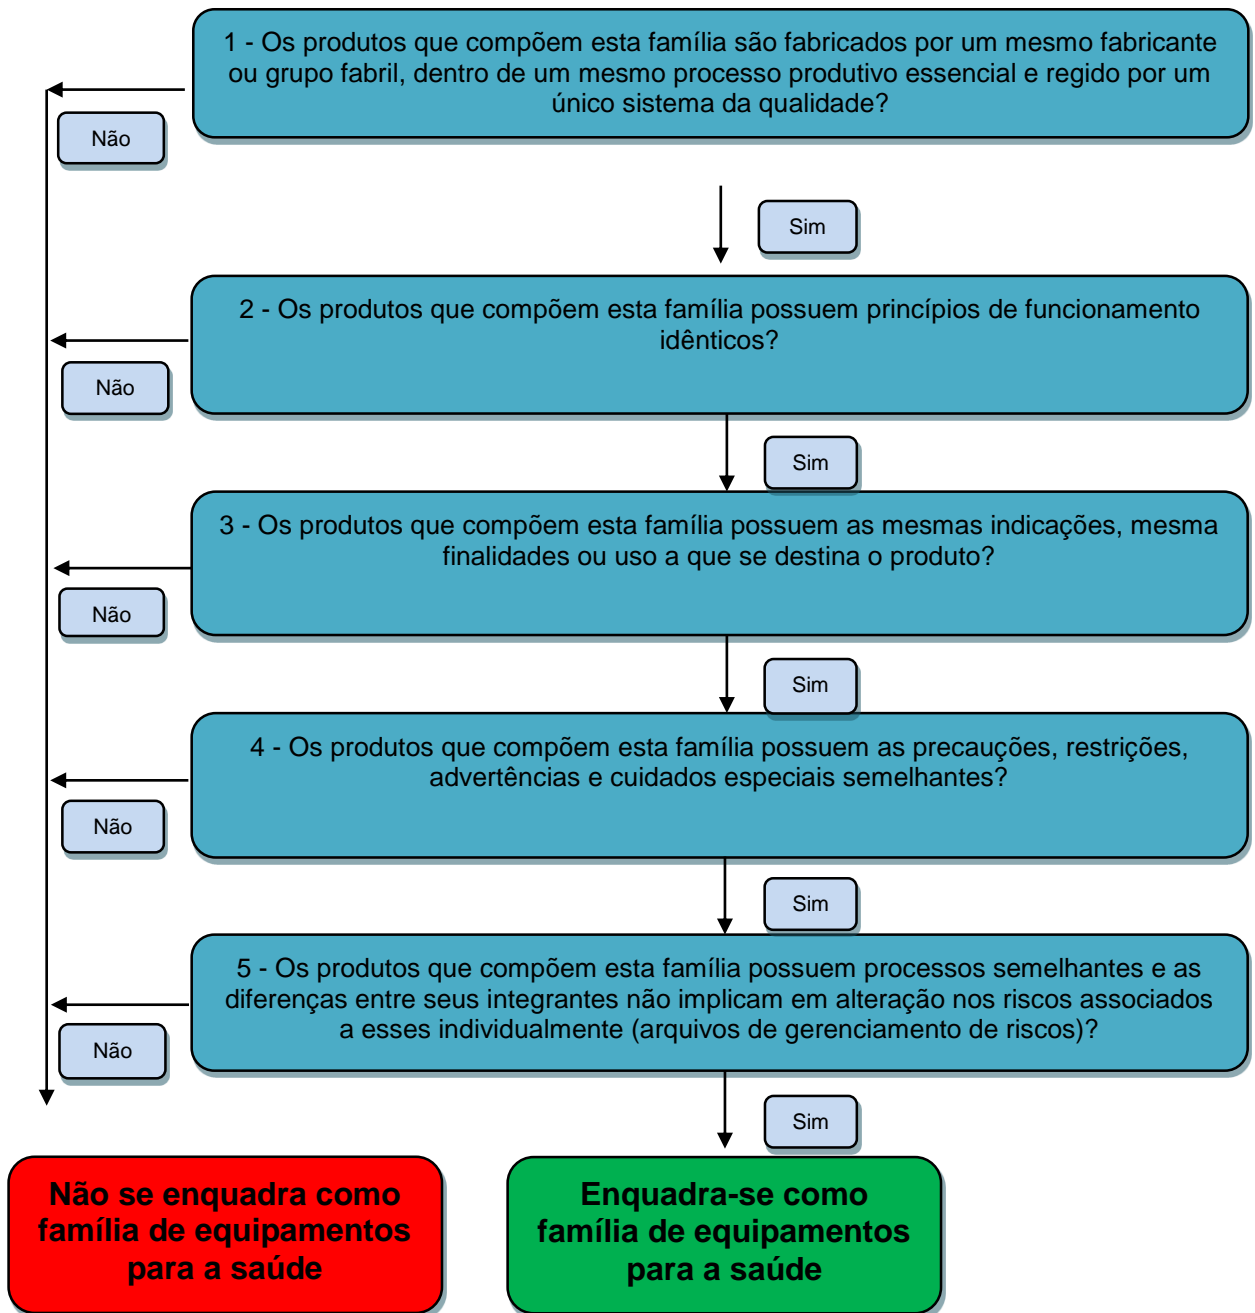 1 - Os produtos que compõem esta família são fabricados por um mesmo fabricante
ou grupo fabril, dentro de um mesmo processo produtivo essencial e regido por um
único sistema da qualidade?
Não
Sim
2 - Os produtos que compõem esta família possuem princípios de funcionamento
idênticos?
Não
Sim
3 - Os produtos que compõem esta família possuem as mesmas indicações, mesma
finalidades ou uso a que se destina o produto?
Não
Sim
4 - Os produtos que compõem esta família possuem as precauções, restrições,
advertências e cuidados especiais semelhantes?
Não
Sim
5 - Os produtos que compõem esta família possuem processos semelhantes e as
diferenças entre seus integrantes não implicam em alteração nos riscos associados
a esses individualmente (arquivos de gerenciamento de riscos)?
Não
Sim
Não se enquadra como
família de equipamentos
para a saúde
Enquadra-se como
família de equipamentos
para a saúde